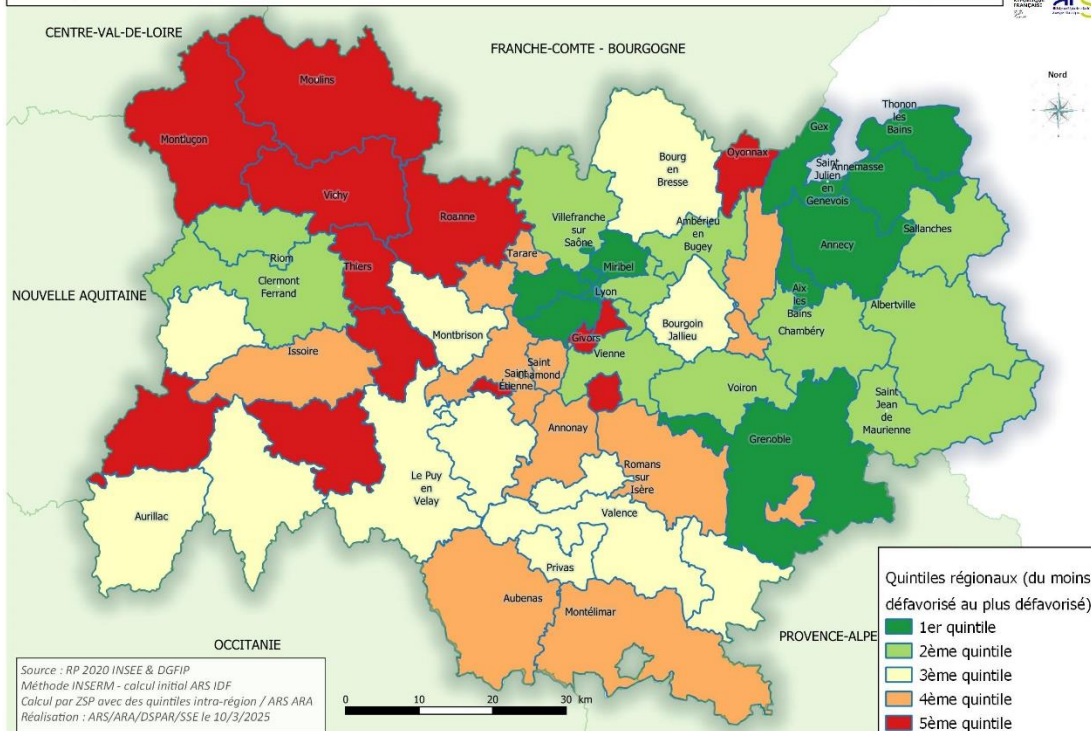 RÉPUBLIQUE
FRANÇAISE
CENTRE-VAL-DE-LOIRE
FRANCHE-COMTE - BOURGOGNE
Nord
Moulins
Thonon
les
Bains
Gex
Montluçon
Oyonnax
Saint
Julien
en
Genevois
Annemasse
Bourg
en
Bresse
Vichy
Roanne
Villefranche
sur
Saône
Ambérieu
en
Bugey
Sallanches
Annecy
Tarare
Riom
Thiers
Miribel
Clermont
Ferrand
Lyon
Aix
les
Bains
Albertville
NOUVELLE AQUITAINE
Montbrison
Bourgoin
Jallieu
Chambéry
Givors
Vienne
Issoire
Saint
Chamond
Saint
Étienne
Voiron
Saint
Jean
de
Maurienne
Annonay
Grenoble
Le Puy
en
Velay
Romans
sur
Isère
Aurillac
Valence
Privas
Aubenas
Montélimar
OCCITANIE
PROVENCE-ALPE
Quintiles régionaux (du moins
défavorisé au plus défavorisé)
1er quintile
2ème quintile
3ème quintile
4ème quintile
5ème quintile
Source : RP 2020 INSEE & DGFIP
Méthode INSERM - calcul initial ARS IDF
Calcul par ZSP avec des quintiles intra-région / ARS ARA
Réalisation : ARS/ARA/DSPAR/SSE le 10/3/2025
0 10 20 30 km